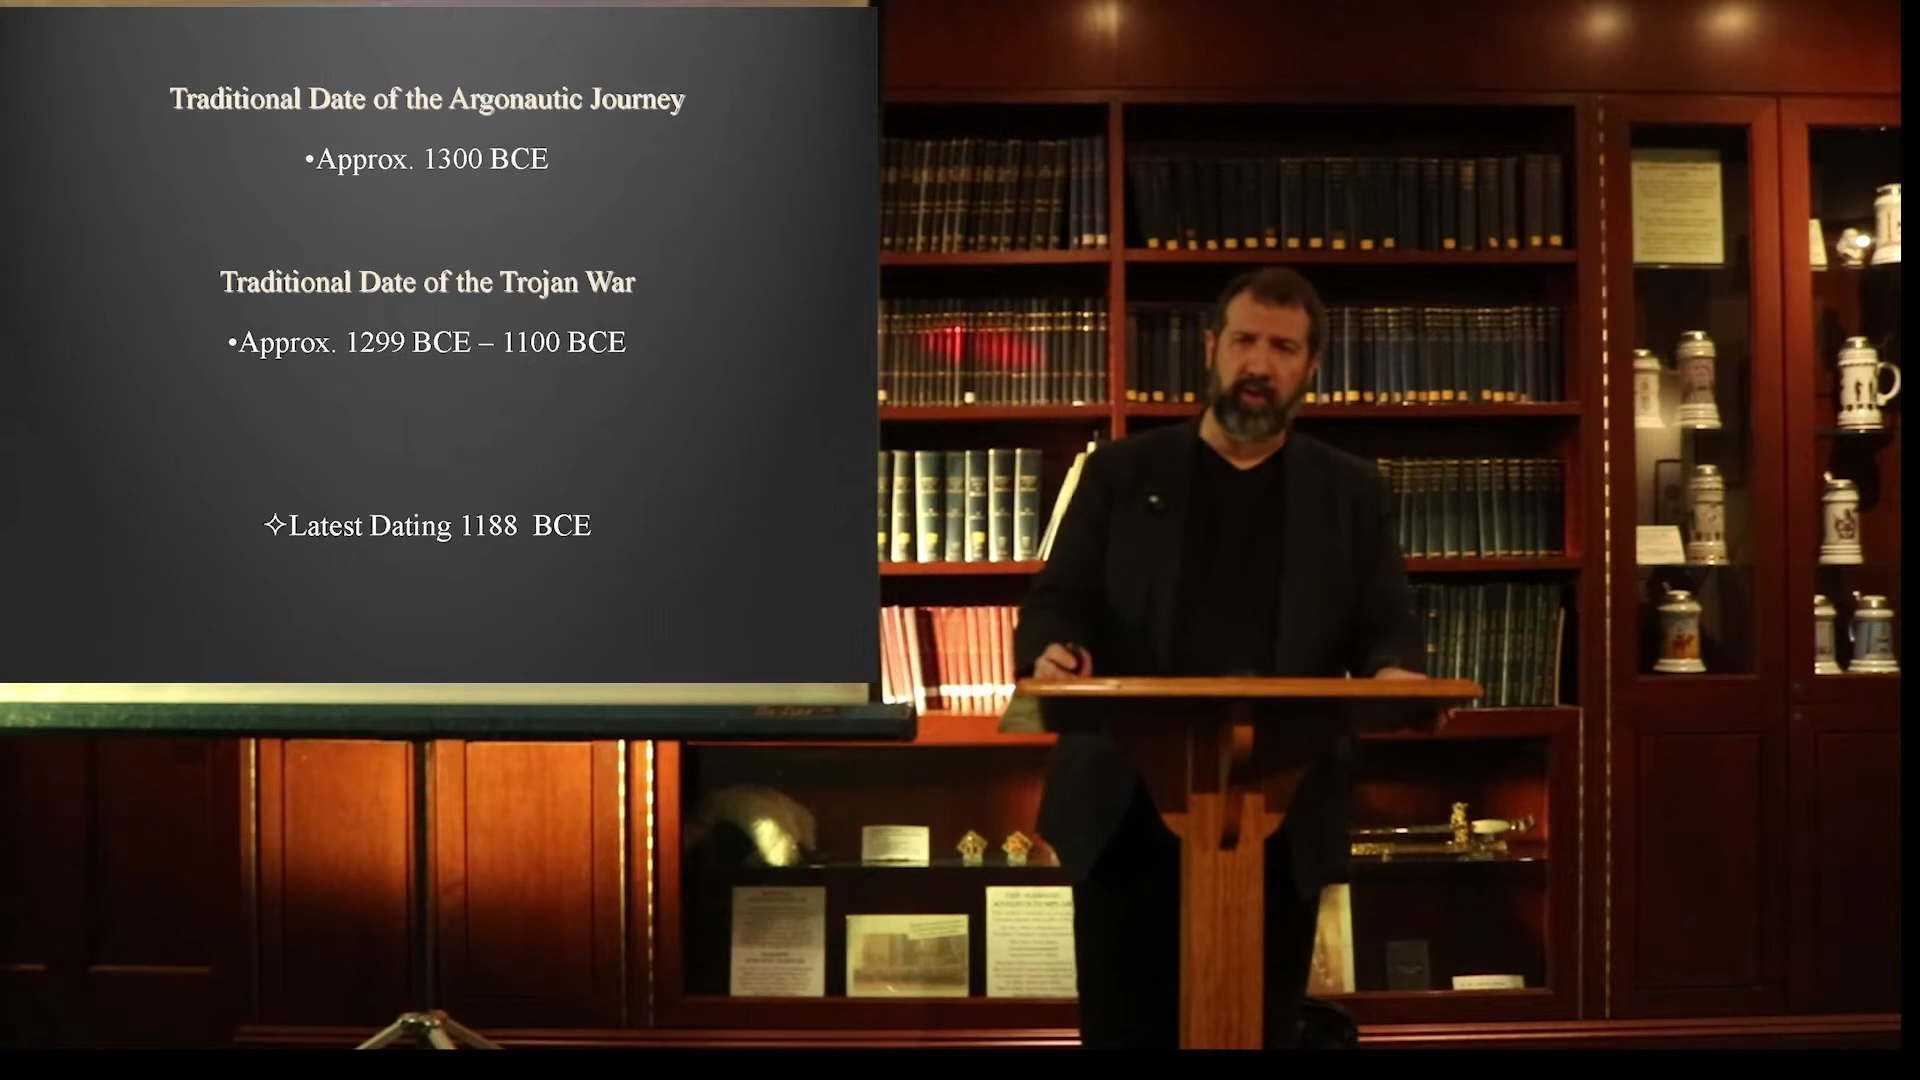 Traditional Date of the Argonautic Journey
•Approx. 1300 BCE
Traditional Date of the Trojan War
•Approx. 1299 BCE – 1100 BCE
✧Latest Dating 1188 BCE